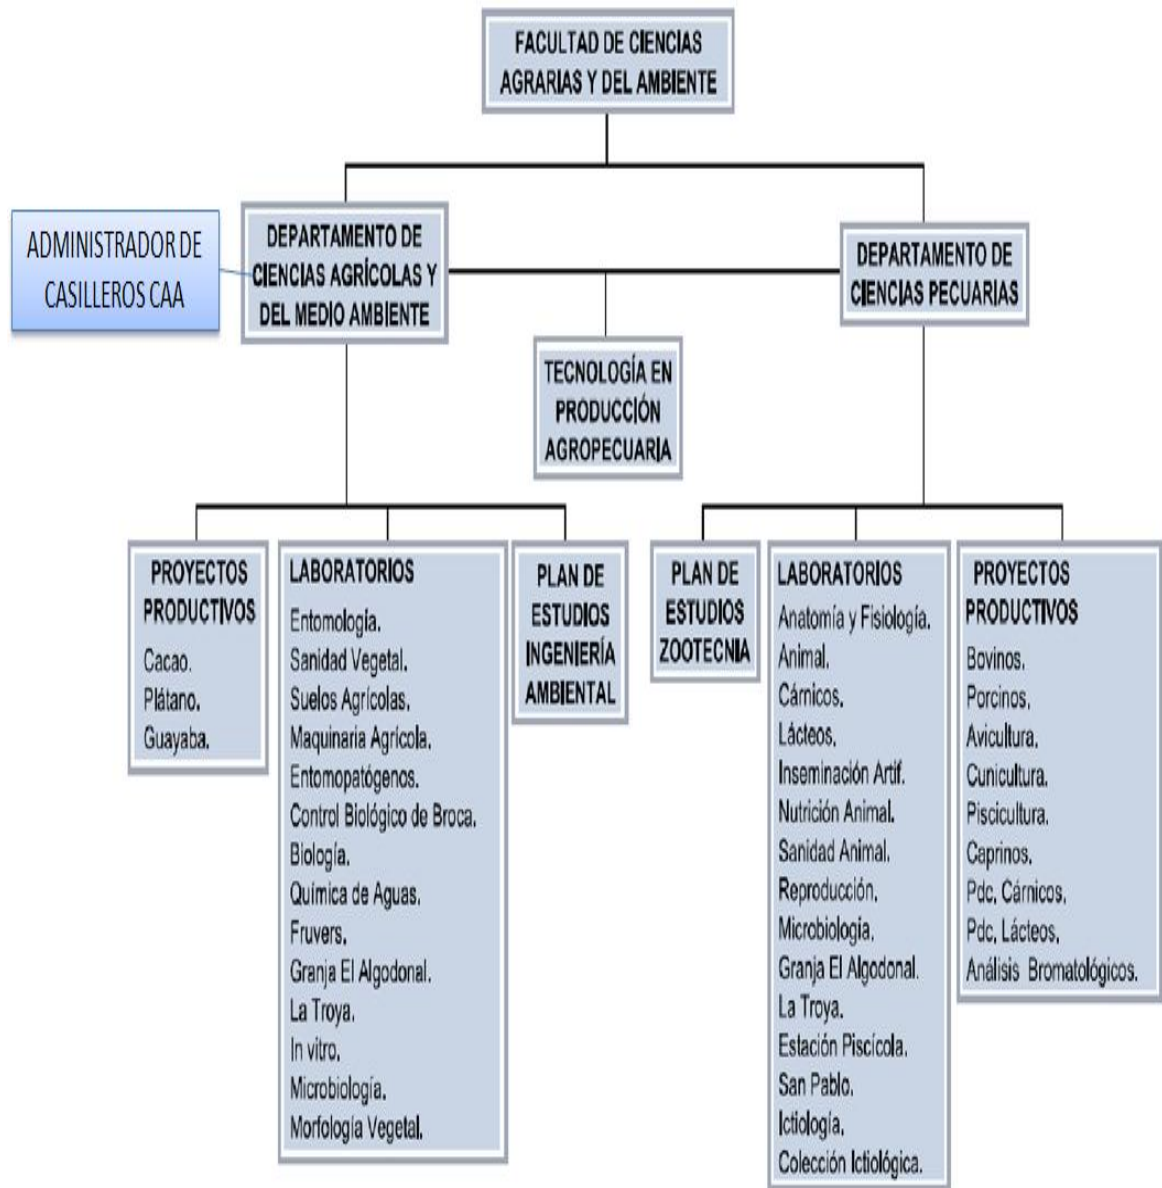 FACULTAD DE CIENCIAS
AGRARIAS Y DEL AMBIENTE
ADMINISTRADOR DE
CASILLEROS CAA
DEPARTAMENTO DE
CIENCIAS AGRÍCOLAS Y
DEL MEDIO AMBIENTE
DEPARTAMENTO DE
CIENCIAS PECUARIAS
TECNOLOGÍA EN
PRODUCCIÓN
AGROPECUARIA
PROYECTOS
PRODUCTIVOS
Cacao.
Plátano.
Guayaba.
LABORATORIOS
Entomología.
Sanidad Vegetal.
Suelos Agrícolas.
Maquinaria Agrícola.
Entomopatógenos.
Control Biológico de Broca.
Biología.
Química de Aguas.
Fruvers.
Granja El Algodonal.
La Troya.
In vitro.
Microbiología.
Morfología Vegetal.
PLAN DE
ESTUDIOS
INGENIERÍA
AMBIENTAL
PLAN DE
ESTUDIOS
ZOOTECNIA
LABORATORIOS
Anatomía y Fisiología.
Animal.
Cárnicos.
Lácteos.
Inseminación Artif.
Nutrición Animal.
Sanidad Animal.
Reproducción.
Microbiología.
Granja El Algodonal.
La Troya.
Estación Piscícola.
San Pablo.
Ictiología.
Colección Ictiológica.
PROYECTOS
PRODUCTIVOS
Bovinos.
Porcinos.
Avicultura.
Cunicultura.
Piscicultura.
Caprinos.
Pdc. Cárnicos.
Pdc. Lácteos.
Análisis Bromatológicos.